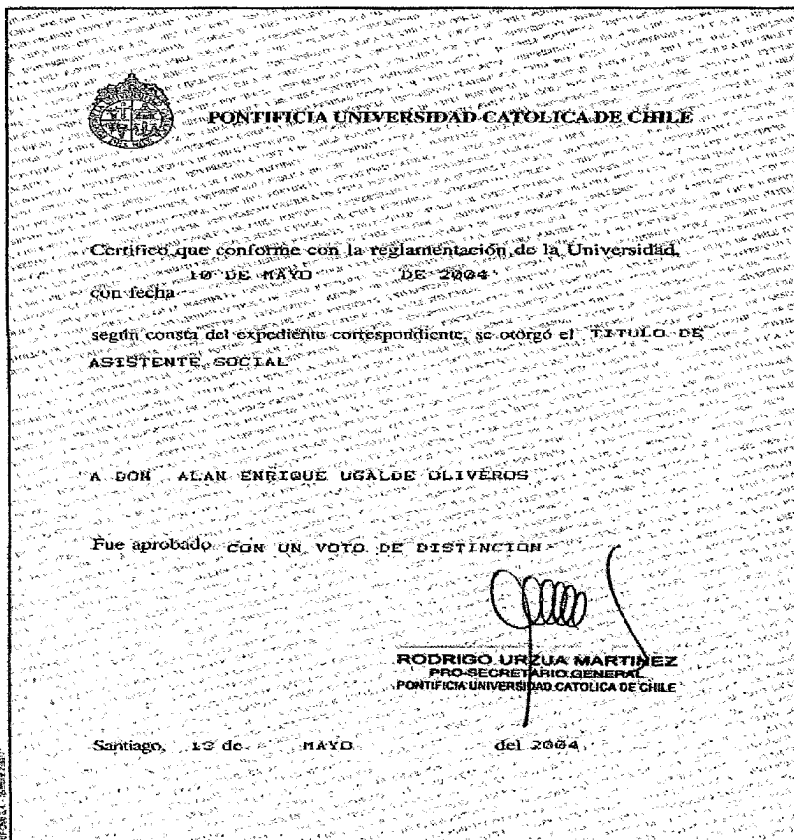 PONTIFICIA UNIVERSIDAD CATOLICA DE CHILE
Certifico que conforme con la reglamentación de la Universidad,
10 DE MAYO DE 2004
con fecha
según consta del expediente correspondiente, se otorgó el TITULO DE
ASISTENTE SOCIAL
A DON ALAN ENRIQUE UGALDE OLIVEROS
Fue aprobado CON UN VOTO DE DISTINCION
RODRIGO URZUA MARTINEZ
PRO-SECRETARIO GENERAL
PONTIFICIA UNIVERSIDAD CATOLICA DE CHILE
Santiago, 13 de MAYO del 2004